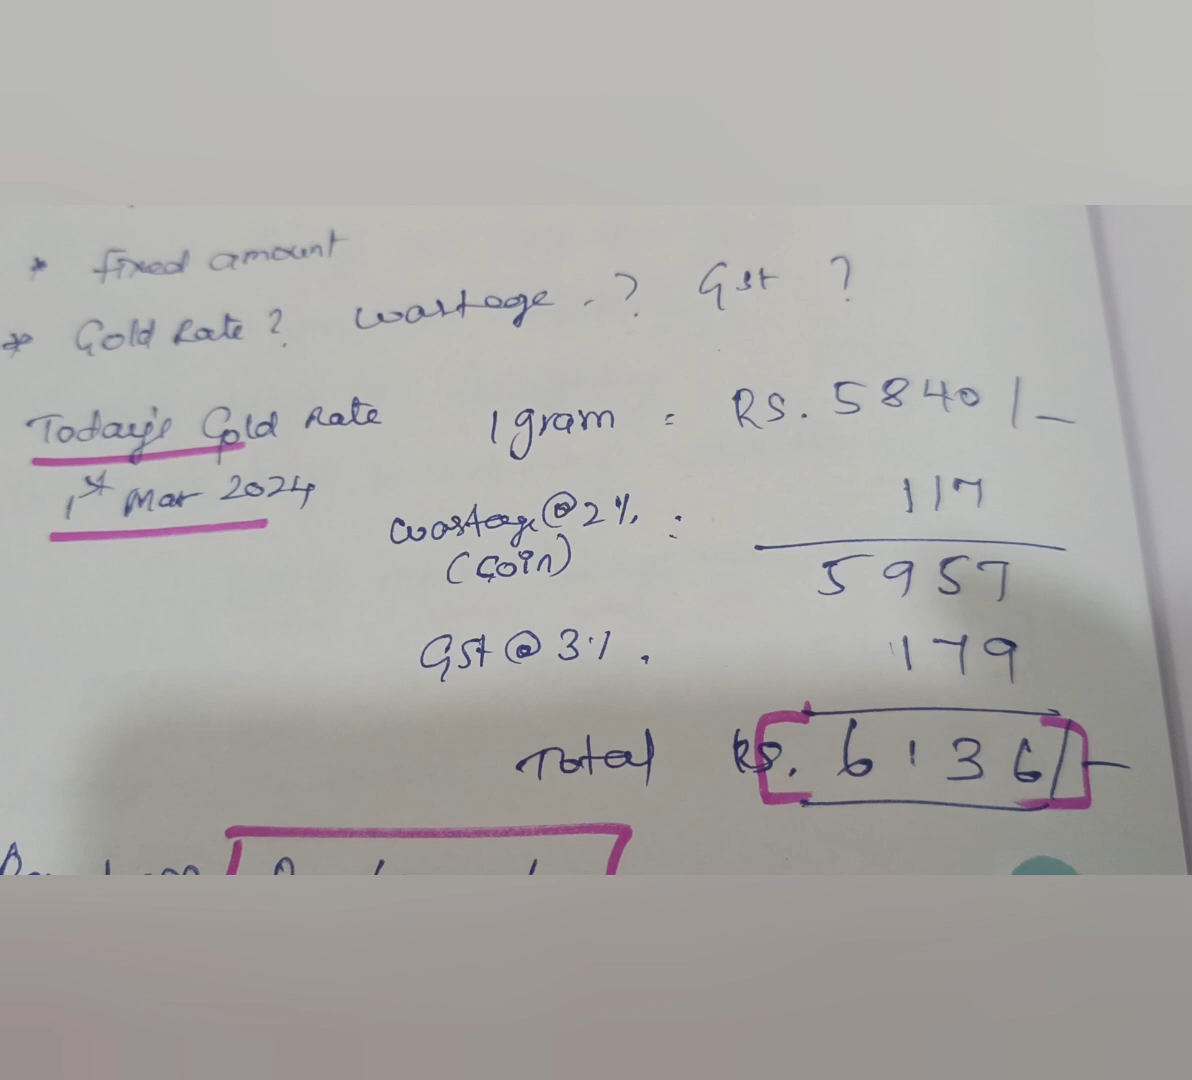 * fixed amount
* Gold Rate? wastage.? Gst ?
Today's Gold Rate 1 gram = RS. 5840/-
1st Mar 2024
wastage@2% : 117
(Coin)
5957
Gst @ 3% . 179
Total RS. 6136/-